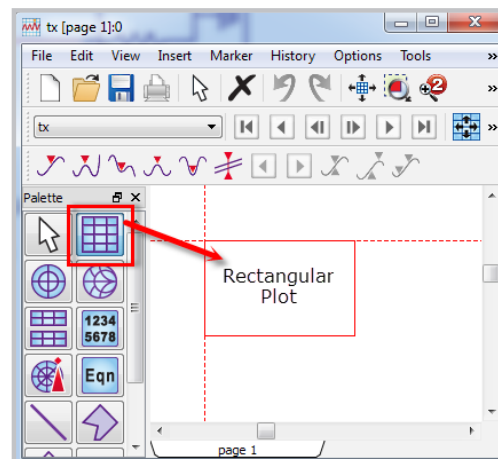 tx [page 1]:0
File Edit View Insert Marker History Options Tools »
»
tx »
Palette
Rectangular
Plot
1234
5678
Eqn
page 1